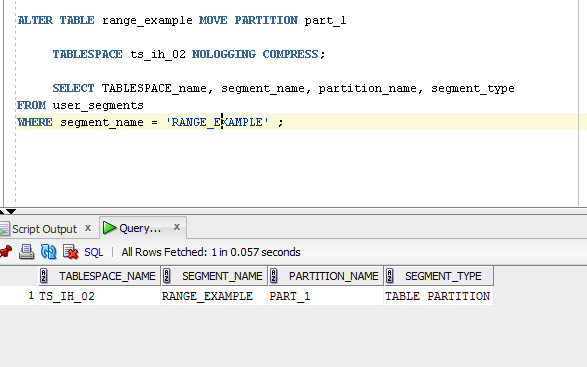 ALTER TABLE range_example MOVE PARTITION part_1
TABLESPACE ts_ih_02 NOLOGGING COMPRESS;
SELECT TABLESPACE_name, segment_name, partition_name, segment_type
FROM user_segments
WHERE segment_name = 'RANGE_EXAMPLE' ;
Script Output x Query... x
SQL | All Rows Fetched: 1 in 0.057 seconds
TABLESPACE_NAME SEGMENT_NAME PARTITION_NAME SEGMENT_TYPE
1 TS_IH_02 RANGE_EXAMPLE PART_1 TABLE PARTITION